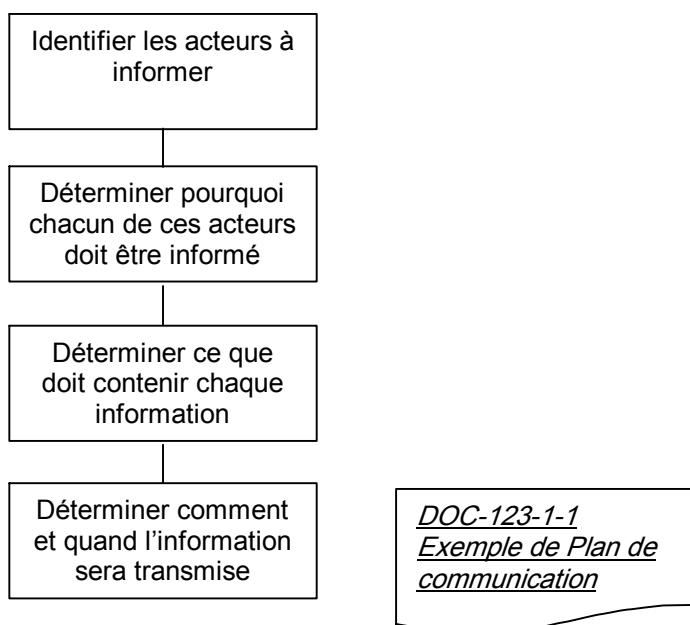 Identifier les acteurs à
informer
Déterminer pourquoi
chacun de ces acteurs
doit être informé
Déterminer ce que
doit contenir chaque
information
Déterminer comment
et quand l’information
sera transmise
DOC-123-1-1
Exemple de Plan de
communication